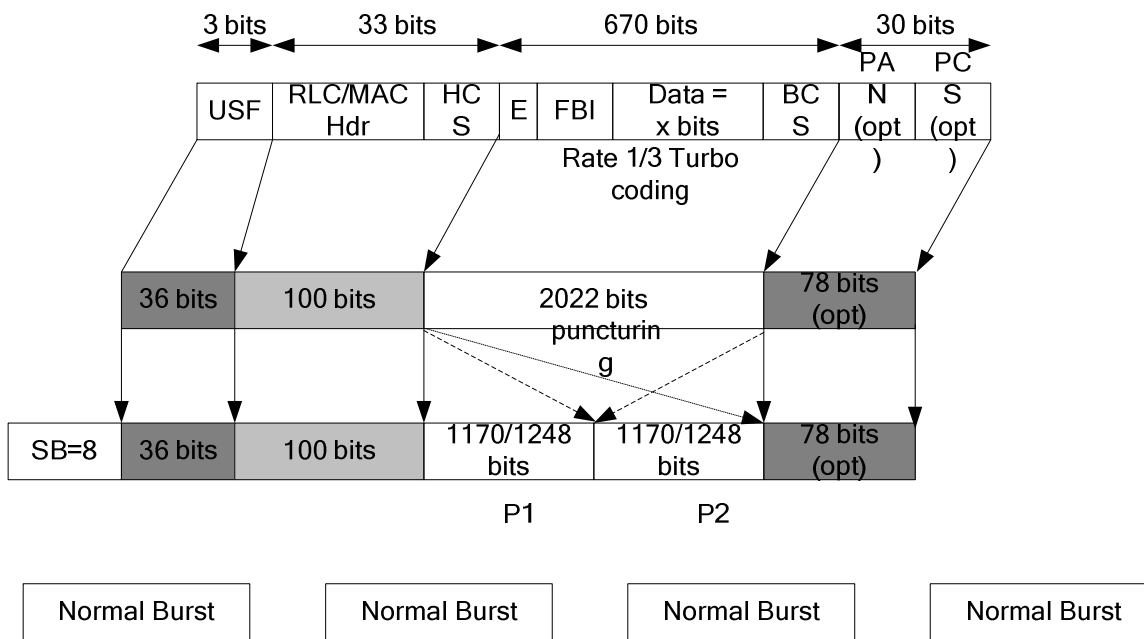 3 bits
33 bits
670 bits
30 bits
USF
RLC/MAC
Hdr
HC
S
E
FBI
Data =
x bits
BC
S
PA
N
(opt
)
PC
S
(opt
)
Rate 1/3 Turbo
coding
36 bits
100 bits
2022 bits
78 bits
(opt)
puncturin
g
SB=8
36 bits
100 bits
1170/1248
bits
1170/1248
bits
78 bits
(opt)
P1
P2
Normal Burst
Normal Burst
Normal Burst
Normal Burst